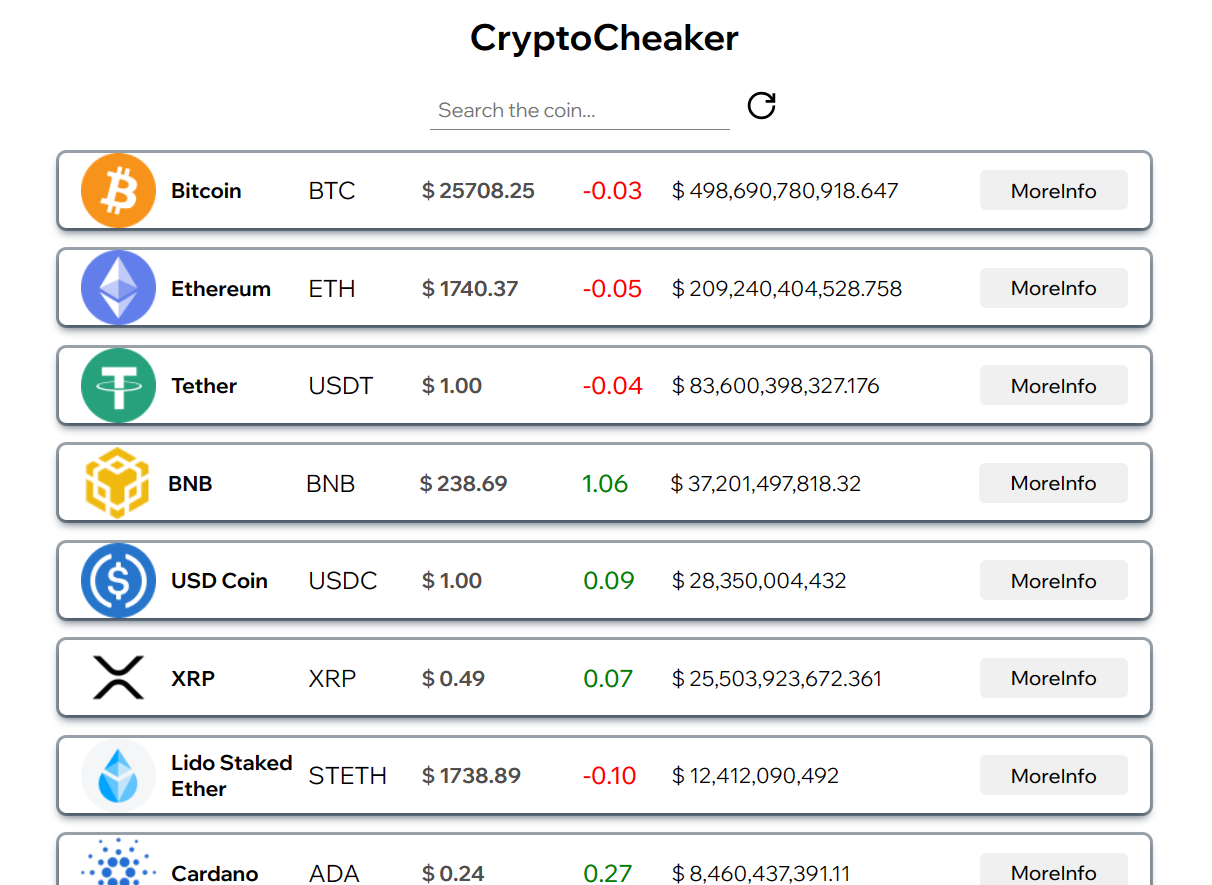 CryptoCheaker
Search the coin...
Bitcoin BTC $ 25708.25 -0.03 $ 498,690,780,918.647 MoreInfo
Ethereum ETH $ 1740.37 -0.05 $ 209,240,404,528.758 MoreInfo
Tether USDT $ 1.00 -0.04 $ 83,600,398,327.176 MoreInfo
BNB BNB $ 238.69 1.06 $ 37,201,497,818.32 MoreInfo
USD Coin USDC $ 1.00 0.09 $ 28,350,004,432 MoreInfo
XRP XRP $ 0.49 0.07 $ 25,503,923,672.361 MoreInfo
Lido Staked
Ether STETH $ 1738.89 -0.10 $ 12,412,090,492 MoreInfo
Cardano ADA $ 0.24 0.27 $ 8,460,437,391.11 MoreInfo